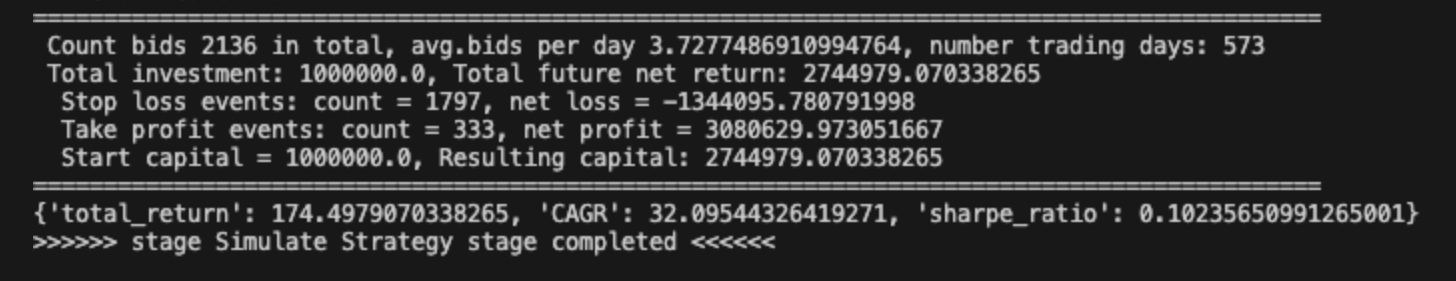 Count bids 2136 in total, avg.bids per day 3.7277486910994764, number trading days: 573
Total investment: 1000000.0, Total future net return: 2744979.070338265
Stop loss events: count = 1797, net loss = -1344095.780791998
Take profit events: count = 333, net profit = 3080629.973051667
Start capital = 1000000.0, Resulting capital: 2744979.070338265
{'total_return': 174.4979070338265, 'CAGR': 32.09544326419271, 'sharpe_ratio': 0.10235650991265001}
>>>>>> stage Simulate Strategy stage completed <<<<<<